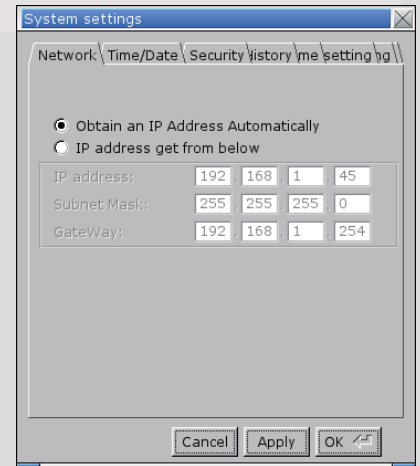 System settings
Network Time/Date Security History me setting ng
Obtain an IP Address Automatically
IP address get from below
IP address: 192 . 168 . 1 . 45
Subnet Mask: 255 . 255 . 255 . 0
GateWay: 192 . 168 . 1 . 254
Cancel Apply OK